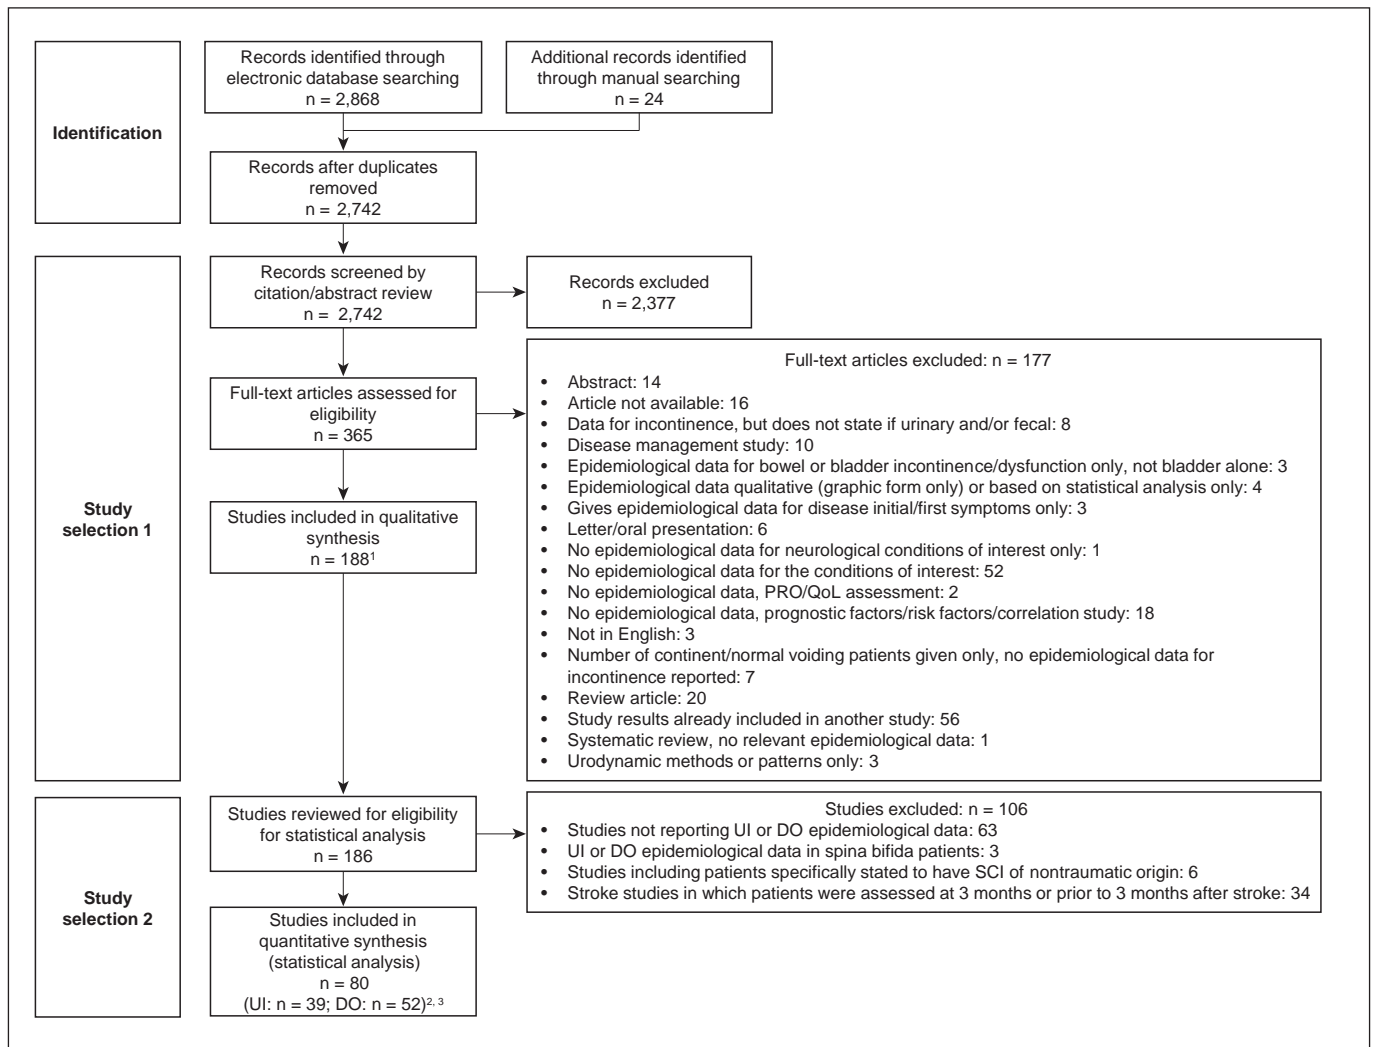 Identification
Records identified through
electronic database searching
n = 2,868
Additional records identified
through manual searching
n = 24
Records after duplicates
removed
n = 2,742
Study
selection 1
Records screened by
citation/abstract review
n = 2,742
Records excluded
n = 2,377
Full-text articles assessed for
eligibility
n = 365
Full-text articles excluded: n = 177
• Abstract: 14
• Article not available: 16
• Data for incontinence, but does not state if urinary and/or fecal: 8
• Disease management study: 10
• Epidemiological data for bowel or bladder incontinence/dysfunction only, not bladder alone: 3
• Epidemiological data qualitative (graphic form only) or based on statistical analysis only: 4
• Gives epidemiological data for disease initial/first symptoms only: 3
• Letter/oral presentation: 6
• No epidemiological data for neurological conditions of interest only: 1
• No epidemiological data for the conditions of interest: 52
• No epidemiological data, PRO/QoL assessment: 2
• No epidemiological data, prognostic factors/risk factors/correlation study: 18
• Not in English: 3
• Number of continent/normal voiding patients given only, no epidemiological data for
incontinence reported: 7
• Review article: 20
• Study results already included in another study: 56
• Systematic review, no relevant epidemiological data: 1
• Urodynamic methods or patterns only: 3
Studies included in qualitative
synthesis
n = 188¹
Study
selection 2
Studies reviewed for eligibility
for statistical analysis
n = 186
Studies excluded: n = 106
• Studies not reporting UI or DO epidemiological data: 63
• UI or DO epidemiological data in spina bifida patients: 3
• Studies including patients specifically stated to have SCI of nontraumatic origin: 6
• Stroke studies in which patients were assessed at 3 months or prior to 3 months after stroke: 34
Studies included in
quantitative synthesis
(statistical analysis)
n = 80
(UI: n = 39; DO: n = 52)²,³